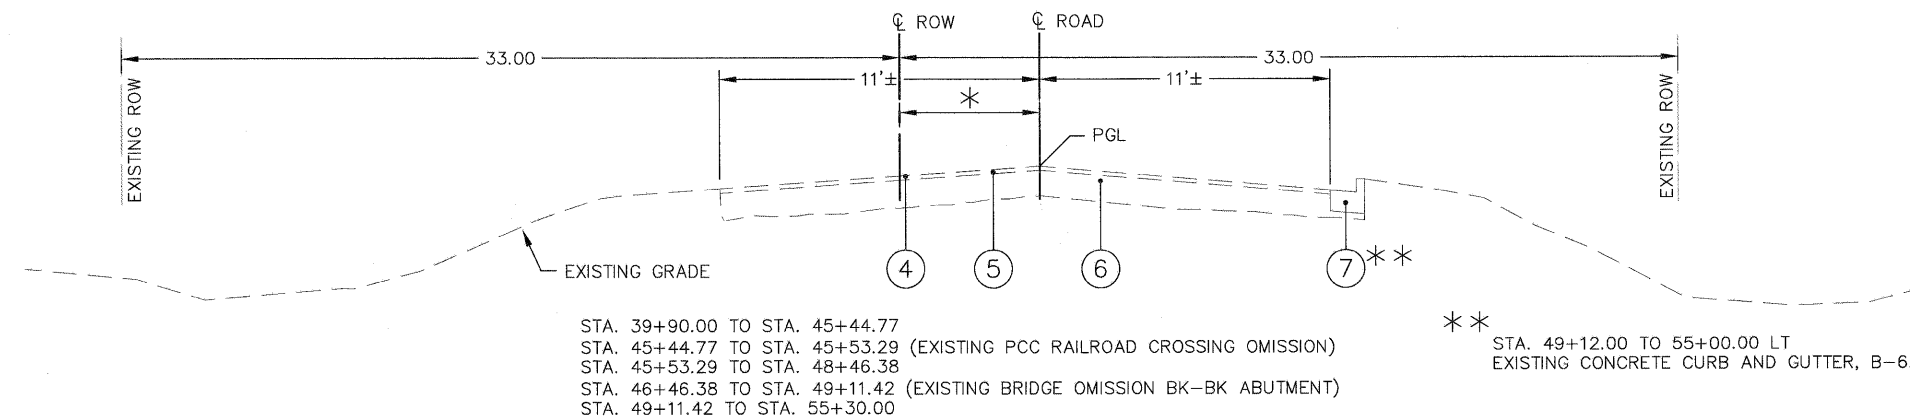 ℄ ROW
℄ ROAD
33.00
33.00
11'±
11'±
*
EXISTING ROW
EXISTING ROW
PGL
EXISTING GRADE
4
5
6
7 **
STA. 39+90.00 TO STA. 45+44.77
STA. 45+44.77 TO STA. 45+53.29 (EXISTING PCC RAILROAD CROSSING OMISSION)
STA. 45+53.29 TO STA. 48+46.38
STA. 46+46.38 TO STA. 49+11.42 (EXISTING BRIDGE OMISSION BK-BK ABUTMENT)
STA. 49+11.42 TO STA. 55+30.00
**
STA. 49+12.00 TO 55+00.00 LT
EXISTING CONCRETE CURB AND GUTTER, B-6.